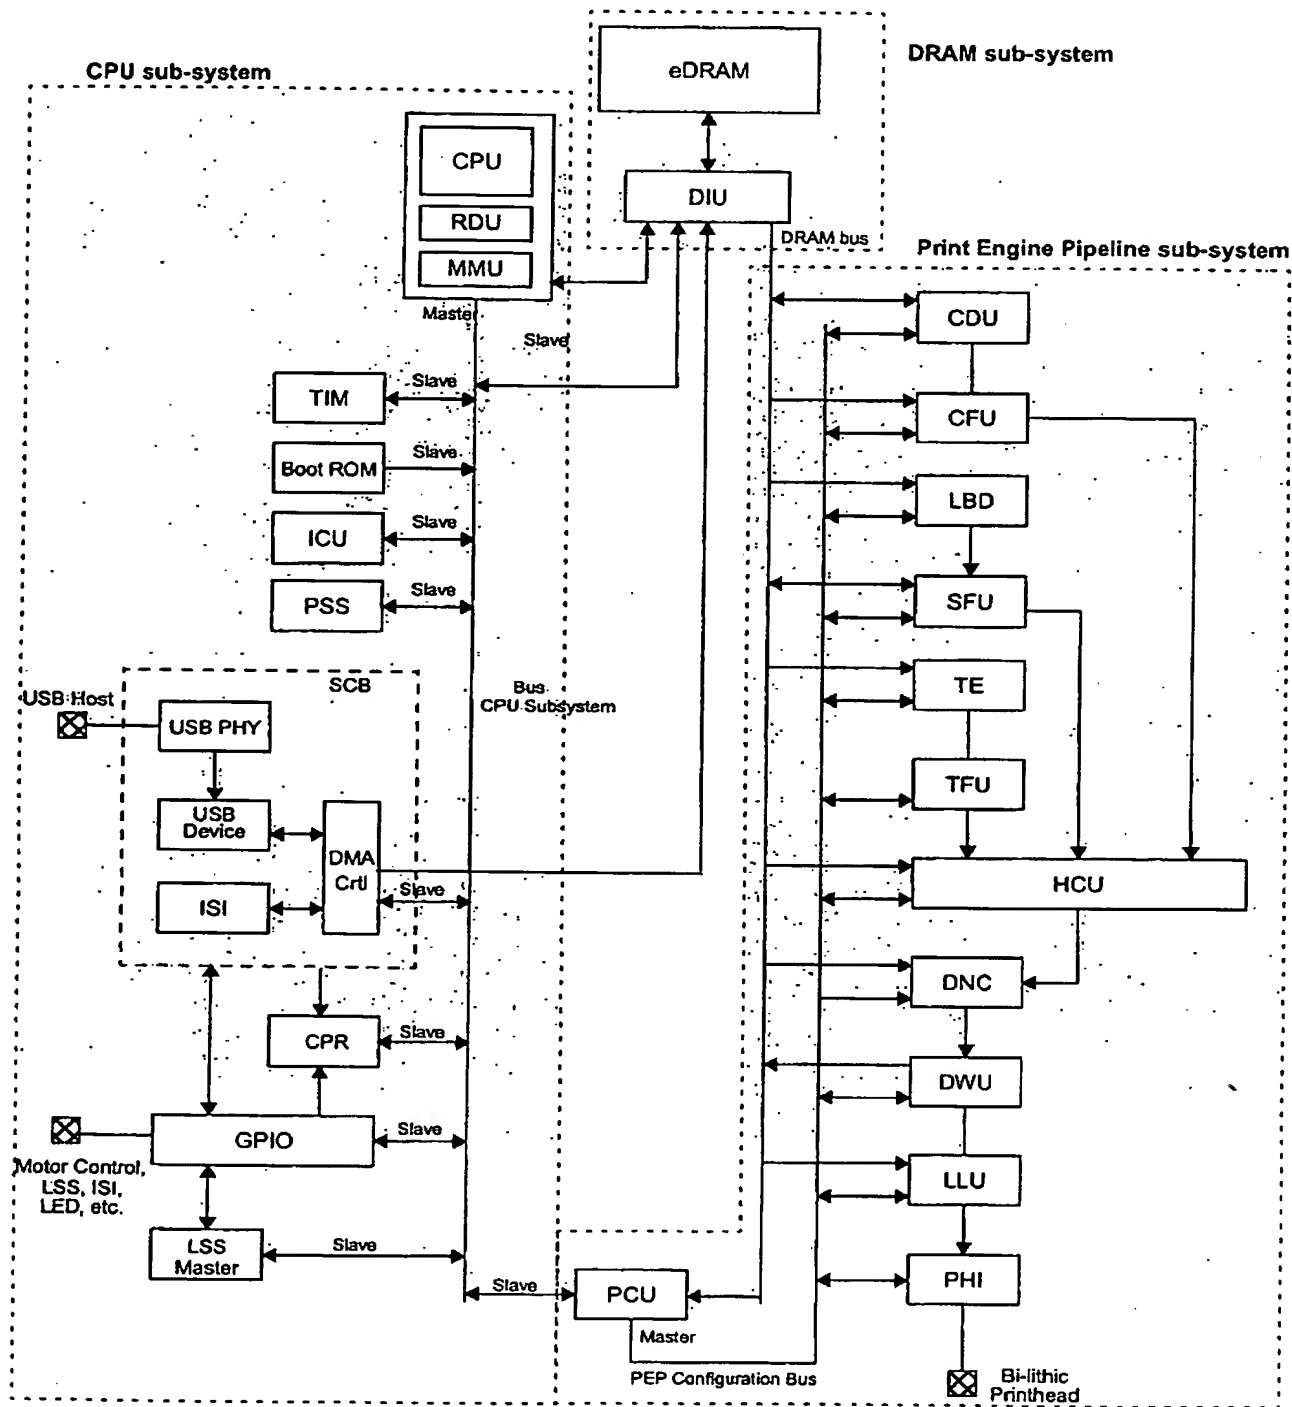 CPU sub-system
eDRAM
DRAM sub-system
CPU
RDU
MMU
DIU
DRAM bus
Print Engine Pipeline sub-system
Master
Slave
CDU
TIM
Slave
CFU
Boot ROM
Slave
LBD
ICU
Slave
PSS
Slave
SFU
SCB
TE
USB Host
USB PHY
Bus
CPU Subsystem
TFU
USB
Device
DMA
Crtl
Slave
HCU
ISI
DNC
CPR
Slave
DWU
GPIO
Slave
Motor Control,
LSS, ISI,
LED, etc.
LLU
LSS
Master
Slave
PHI
Slave
PCU
Master
PEP Configuration Bus
Bi-lithic
Printhead